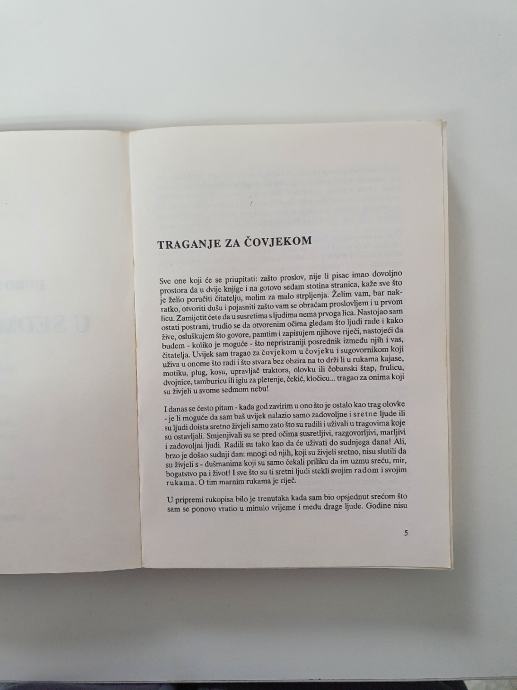 TRAGANJE ZA ČOVJEKOM
Sve one koji će se priupitati: zašto proslov, nije li pisac imao dovoljno
prostora da u dvije knjige i na gotovo sedam stotina stranica, kaže sve što
je želio poručiti čitatelju, molim za malo strpljenja. Želim vam, bar nak-
ratko, otvoriti dušu i pojasniti zašto vam se obraćam proslovljem i u prvom
licu. Zamijetit ćete da u susretima s ljudima nema prvoga lica. Nastojao sam
ostati postrani, trudio se da otvorenim očima gledam što ljudi rade i kako
žive, osluškujem što govore, pamtim i zapisujem njihove riječi, nastojeći da
budem - koliko je moguće - što nepristraniji posrednik između njih i vas,
čitatelja. Uvijek sam tragao za čovjekom u čovjeku i sugovornikom koji
uživa u onome što radi i što stvara bez obzira na to drži li u rukama kajase,
motiku, plug, kosu, upravljač traktora, olovku ili čobanski štap, frulicu,
dvojnice, tamburicu ili iglu za pletenje, čekić, kločicu... tragao za onima koji
su živjeli u svome sedmom nebu!
I danas se često pitam - kada god zavirim u ono što je ostalo kao trag olovke
- je li moguće da sam baš uvijek nalazio samo zadovoljne i sretne ljude ili
su ljudi doista sretno živjeli samo zato što su radili i uživali u tragovima koje
su ostavljali. Smjenjivali su se pred očima susretljivi, razgovorljivi, marljivi
i zadovoljni ljudi. Radili su tako kao da će uživati do sudnjega dana! Ali,
brzo je došao sudnji dan: mnogi od njih, koji su živjeli sretno, nisu slutili da
su živjeli s - dušmanima koji su samo čekali priliku da im uzmu sreću, mir,
bogatstvo pa i život! I sve što su ti sretni ljudi stekli svojim radom i svojim
rukama. O tim marnim rukama je riječ.
U pripremi rukopisa bilo je trenutaka kada sam bio opsjednut srećom što
sam se ponovo vratio u minulo vrijeme i među drage ljude. Godine nisu
5